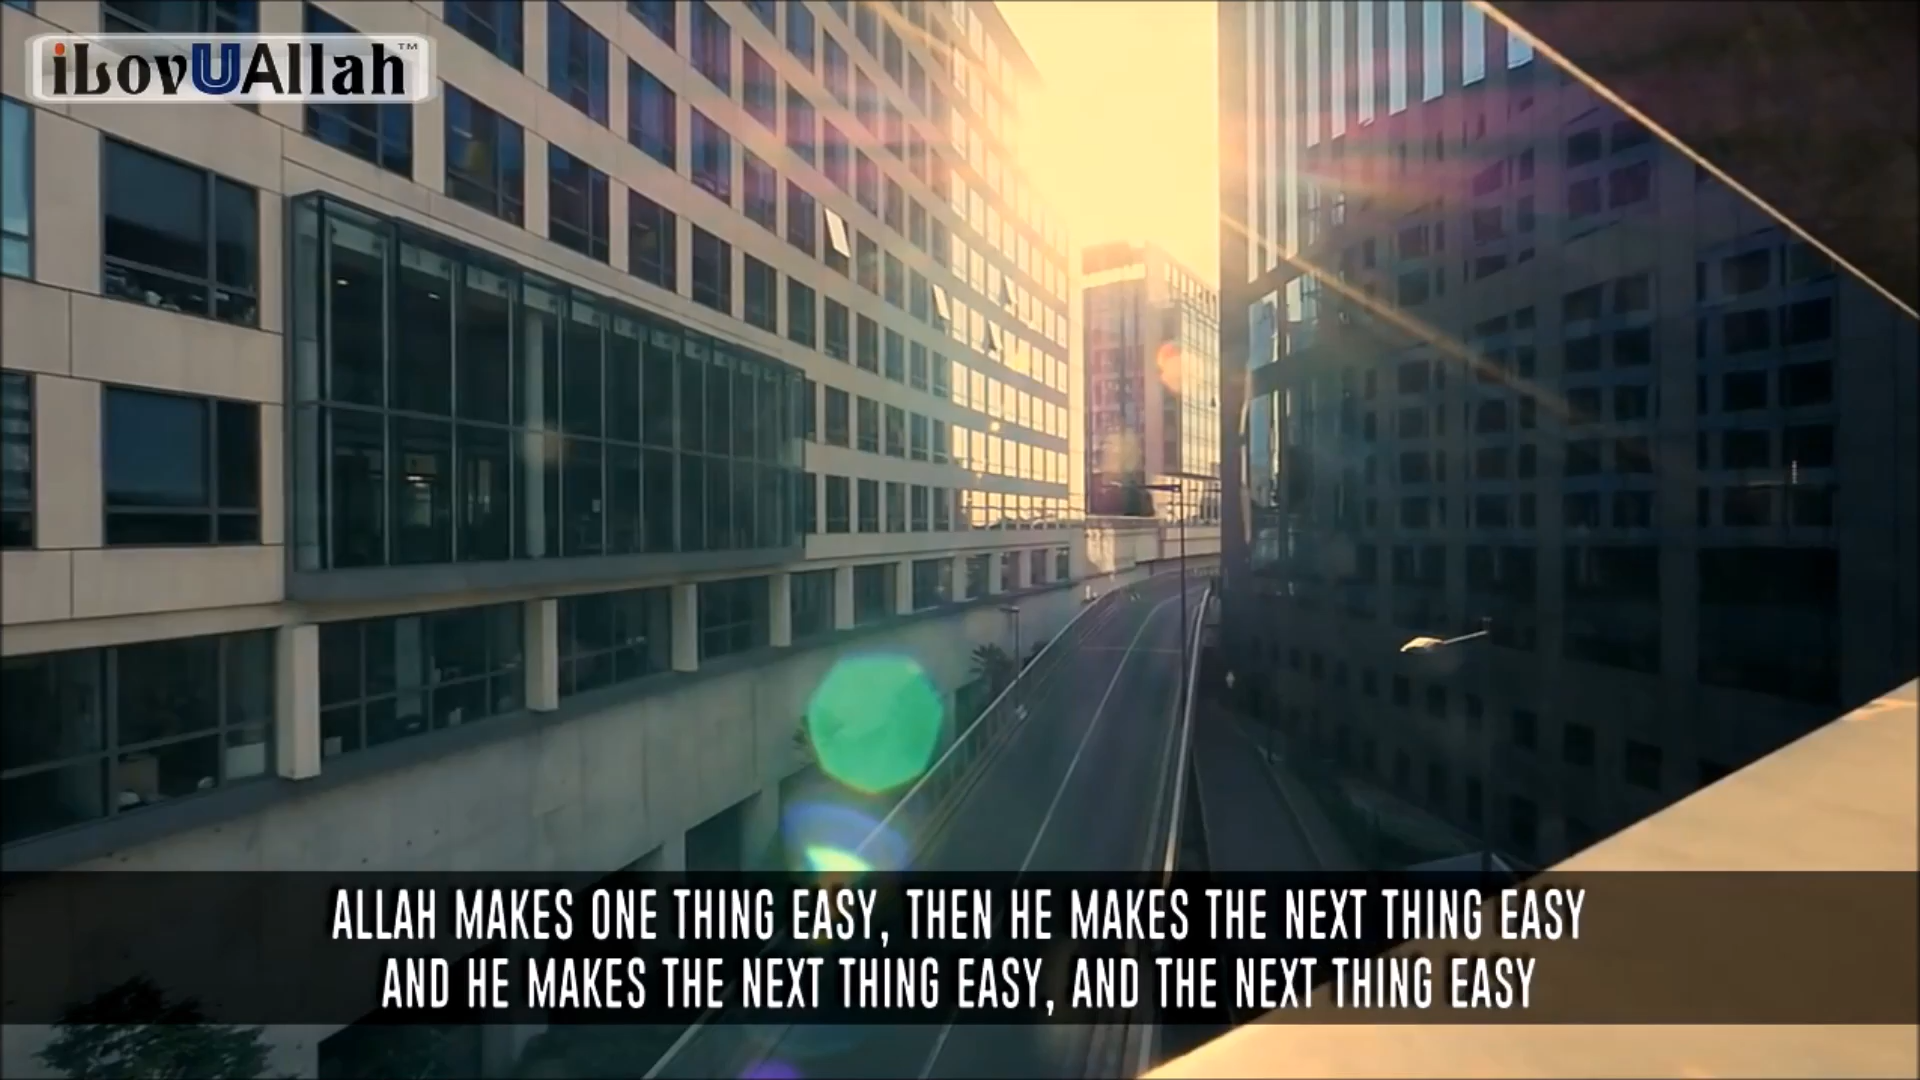 iLovUAllah™
ALLAH MAKES ONE THING EASY, THEN HE MAKES THE NEXT THING EASY
AND HE MAKES THE NEXT THING EASY, AND THE NEXT THING EASY